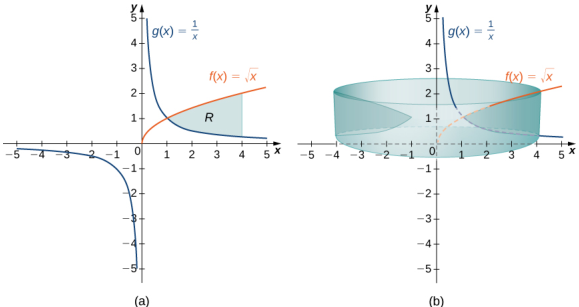 y
5
g(x) = 1/x
4
3
f(x) = √x
2
R
1
−5 −4 −3 −2 −1 0 1 2 3 4 5 x
−1
−2
−3
−4
−5
(a)
y
5
g(x) = 1/x
4
3
f(x) = √x
2
1
−5 −4 −3 −2 −1 0 1 2 3 4 5 x
−1
−2
−3
−4
−5
(b)